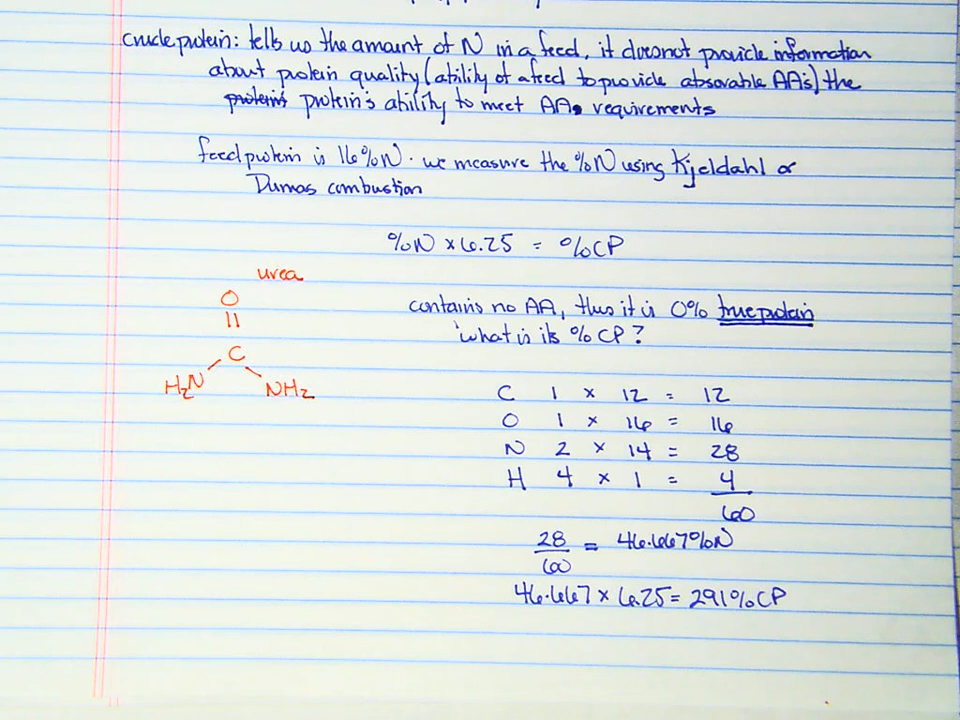 crude protein: tells us the amount of N in a feed, it does not provide information
about protein quality (ability of a feed to provide absorable AA's) the
proteins protein's ability to meet AAs requirements
feed protein is 16%N. we measure the %N using Kjeldahl or
Dumas combustion
%N x 6.25 = %CP
urea
O
||
C
H2N NH2
contains no AA, thus it is 0% true protein
what is its %CP?
C 1 x 12 = 12
O 1 x 16 = 16
N 2 x 14 = 28
H 4 x 1 = 4
60
28/60 = 46.667%N
46.667 x 6.25 = 291%CP